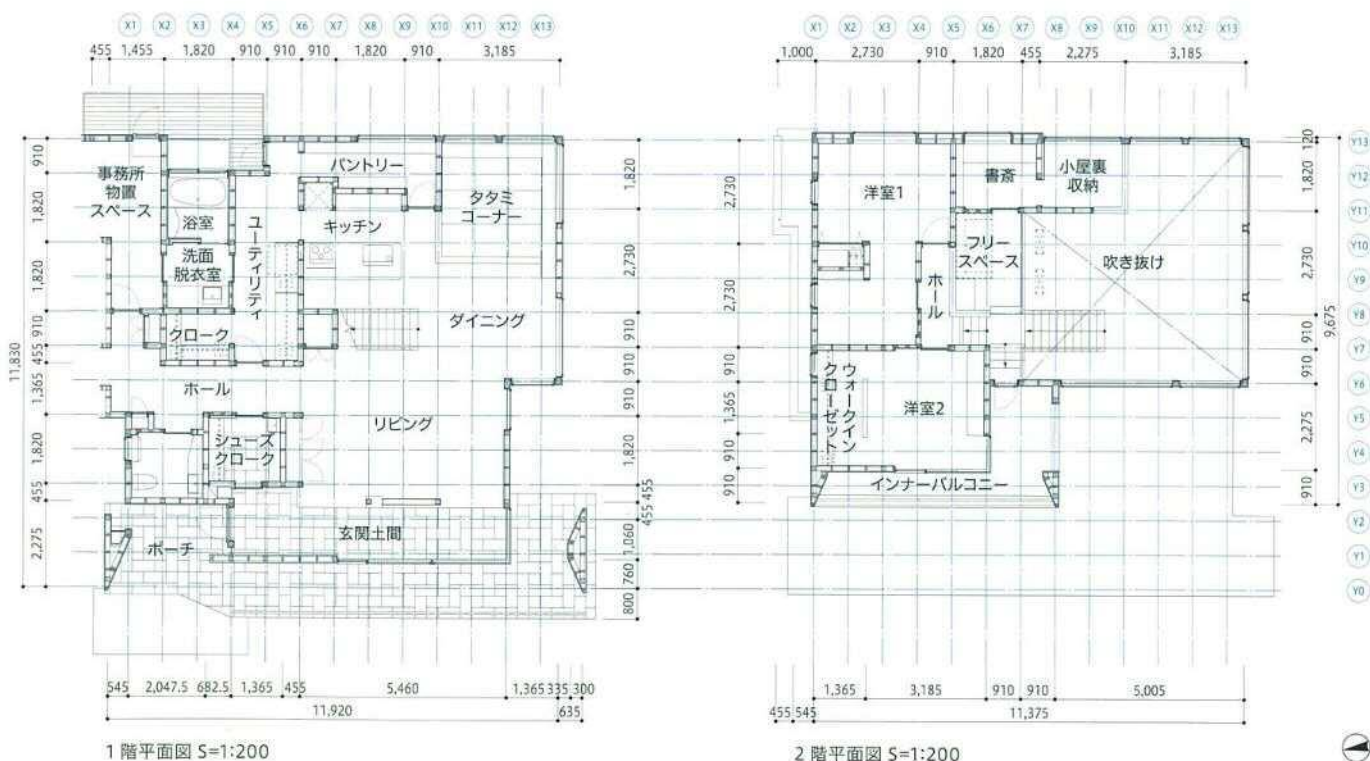 X1 X2 X3 X4 X5 X6 X7 X8 X9 X10 X11 X12 X13
455 1,455 1,820 910 910 910 1,820 910 3,185
910
1,820
1,820
910
455
1,365
1,820
455
2,275
11,830
事務所
物置
スペース
浴室
洗面
脱衣室
ユーティリティ
パントリー
キッチン
タタミ
コーナー
ダイニング
クローク
ホール
リビング
シューズ
クローク
玄関土間
ポーチ
1,820
2,730
910
910
910
1,820
455
455
1,060
760
800
545 2,047.5 682.5 1,365 455 5,460 1,365 335 300
11,920 635
1階平面図 S=1:200
X1 X2 X3 X4 X5 X6 X7 X8 X9 X10 X11 X12 X13
1,000 2,730 910 1,820 455 2,275 3,185
2,730
2,730
910
1,365
910
910
洋室1
書斎
小屋裏
収納
フリー
スペース
吹き抜け
ホール
ウォークイン
クローゼット
洋室2
インナーバルコニー
120
1,820
2,730
910
910
2,275
910
9,675
Y13
Y12
Y11
Y10
Y9
Y8
Y7
Y6
Y5
Y4
Y3
Y2
Y1
Y0
1,365 3,185 910 910 5,005
455 545 11,375
2階平面図 S=1:200